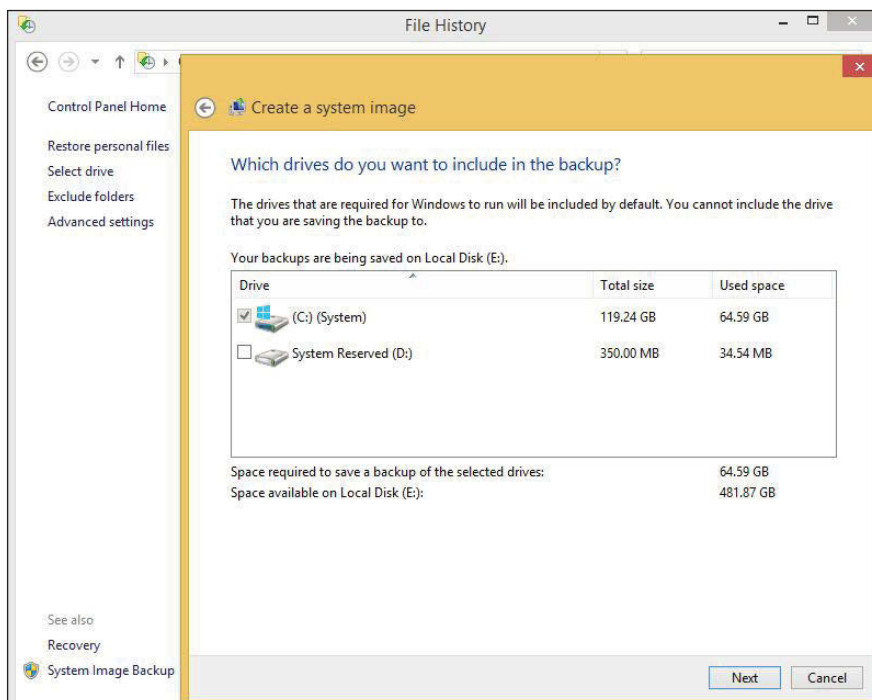 File History
Control Panel Home
Restore personal files
Select drive
Exclude folders
Advanced settings
See also
Recovery
System Image Backup
Create a system image
Which drives do you want to include in the backup?
The drives that are required for Windows to run will be included by default. You cannot include the drive
that you are saving the backup to.
Your backups are being saved on Local Disk (E:).
Drive Total size Used space
(C:) (System) 119.24 GB 64.59 GB
System Reserved (D:) 350.00 MB 34.54 MB
Space required to save a backup of the selected drives: 64.59 GB
Space available on Local Disk (E:): 481.87 GB
Next Cancel